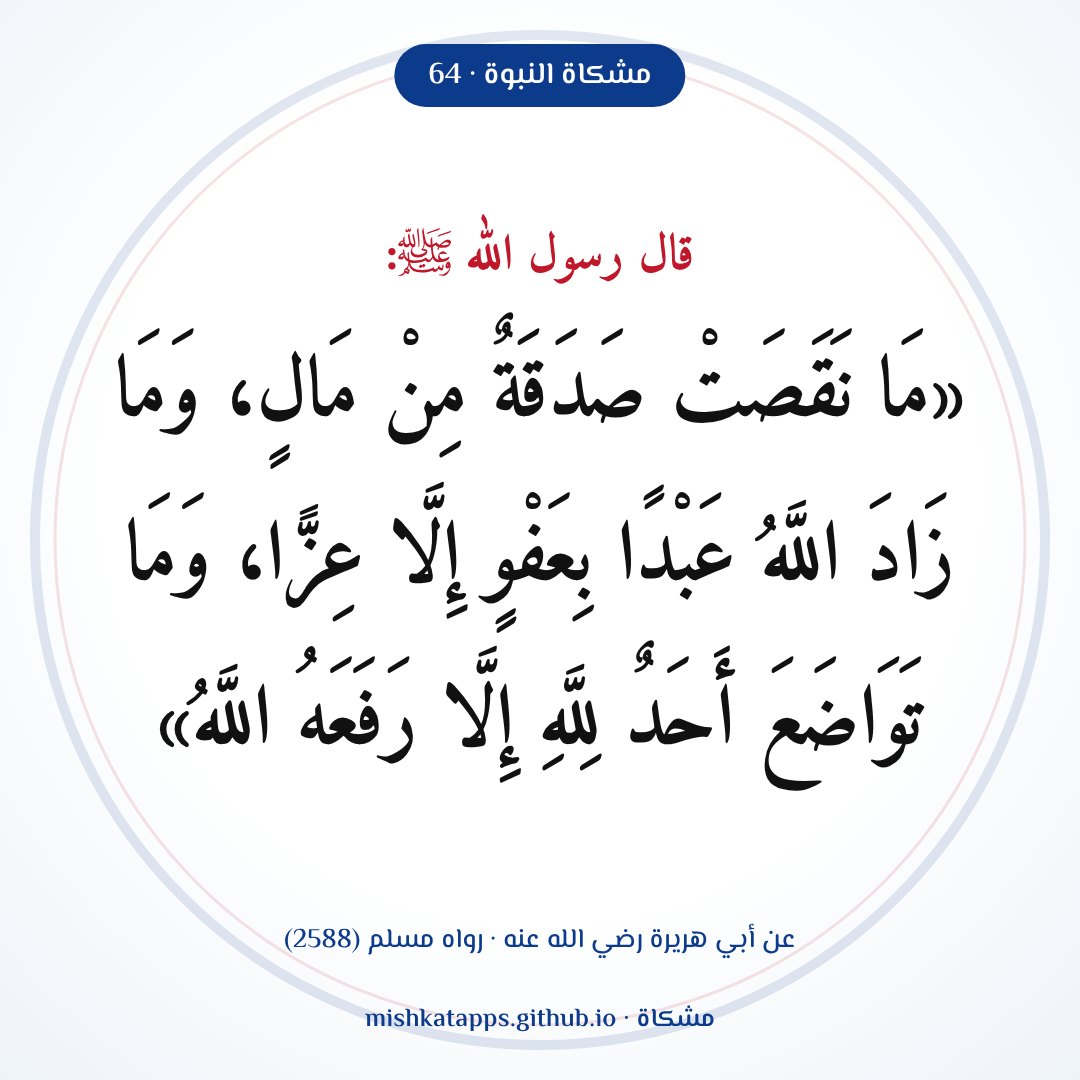 مشكاة النبوة · 64
قال رسول الله ﷺ:
«مَا نَقَصَتْ صَدَقَةٌ مِنْ مَالٍ، وَمَا
زَادَ اللَّهُ عَبْدًا بِعَفْوٍ إِلَّا عِزًّا، وَمَا
تَوَاضَعَ أَحَدٌ لِلَّهِ إِلَّا رَفَعَهُ اللَّهُ»
عن أبي هريرة رضي الله عنه · رواه مسلم (2588)
مشكاة · mishkatapps.github.io